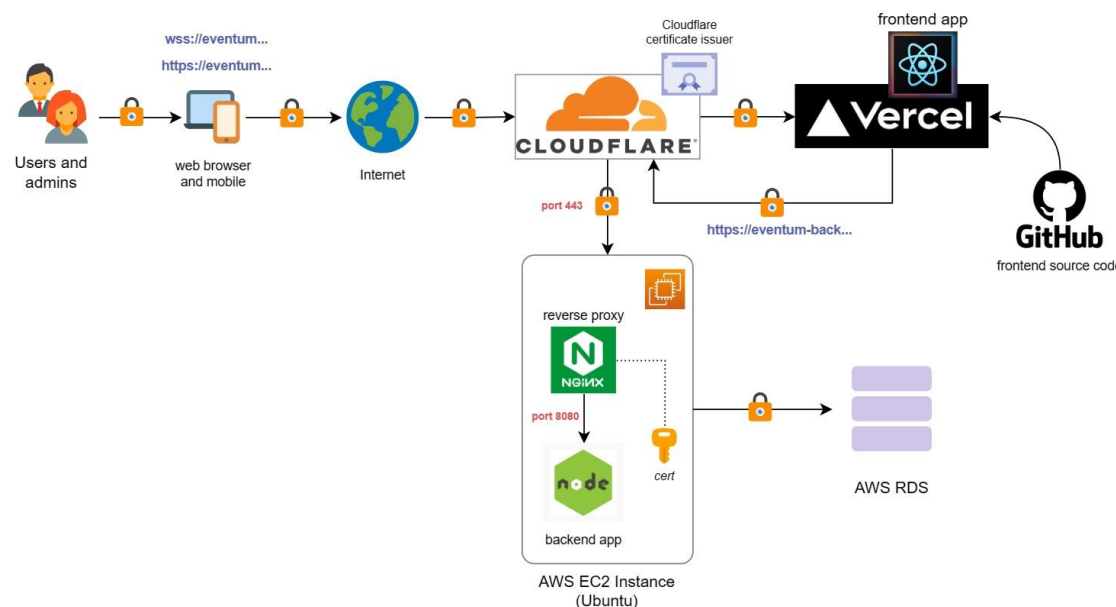 wss://eventum...
https://eventum...
Users and
admins
web browser
and mobile
Internet
Cloudflare
certificate issuer
CLOUDFLARE
frontend app
Vercel
GitHub
frontend source code
port 443
https://eventum-back...
reverse proxy
NGINX
port 8080
node
backend app
cert
AWS EC2 Instance
(Ubuntu)
AWS RDS